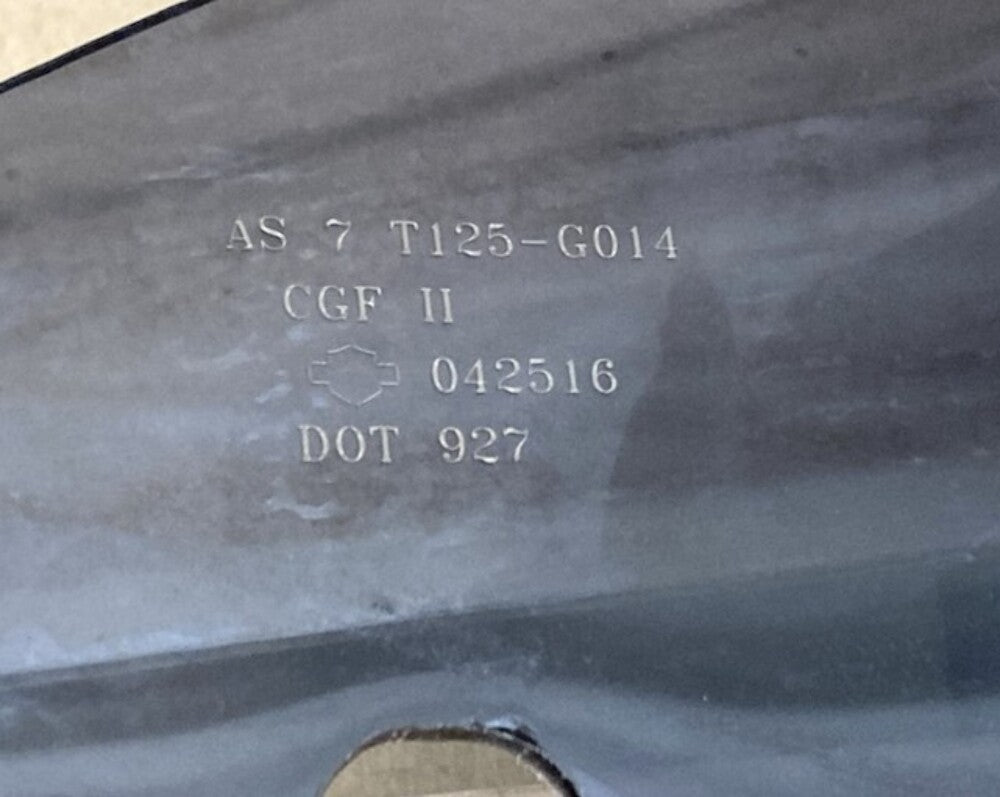 AS 7 T125-G014
CGF II
042516
DOT 927